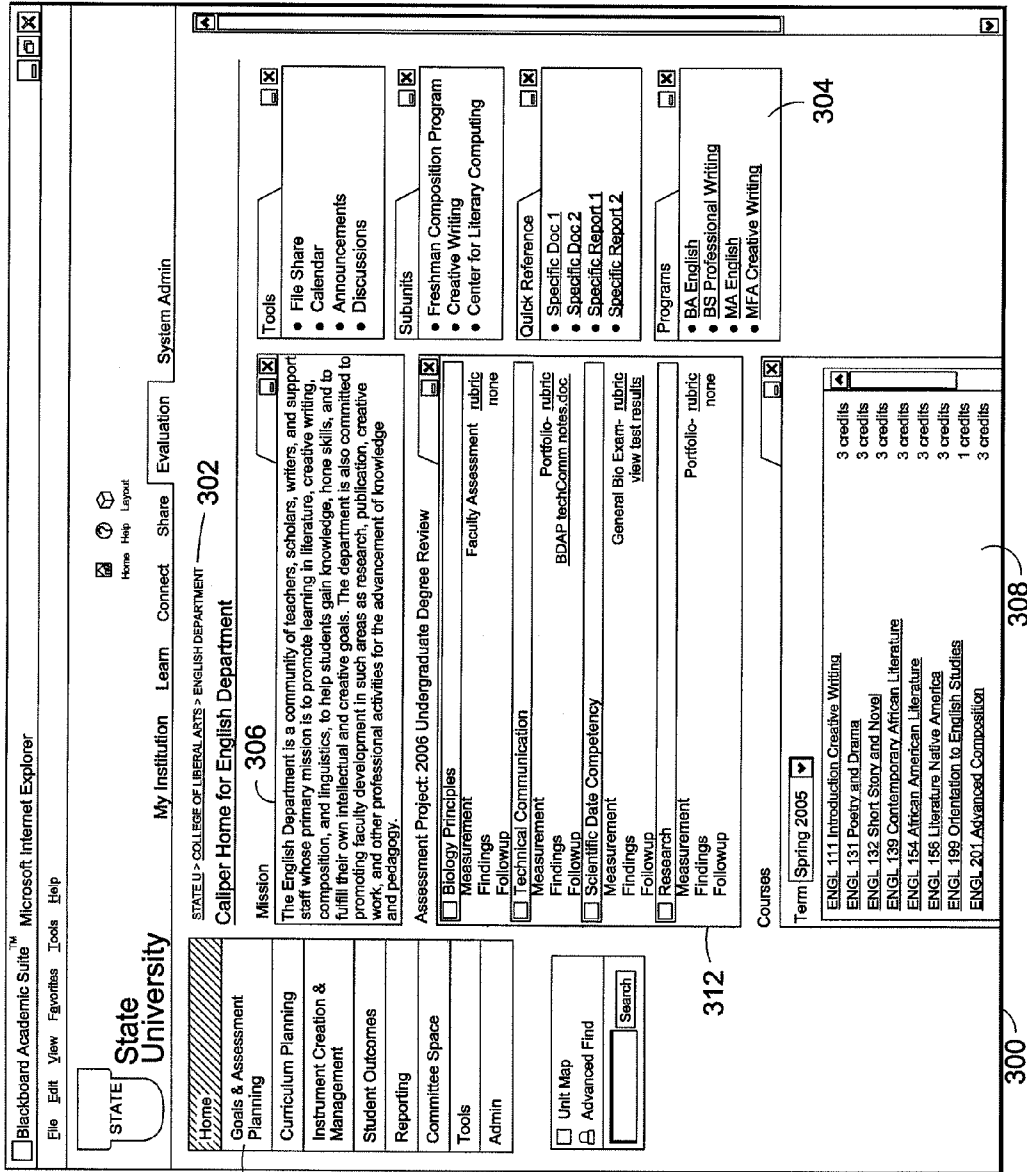 Blackboard Academic Suite™ Microsoft Internet Explorer
File Edit View Favorites Tools Help
STATE
State
University
Home Help Layout
My Institution Learn Connect Share Evaluation System Admin
STATE U > COLLEGE OF LIBERAL ARTS > ENGLISH DEPARTMENT
302
Caliper Home for English Department
Home
Goals & Assessment
Planning
Curriculum Planning
Instrument Creation &
Management
Student Outcomes
Reporting
Committee Space
Tools
Admin
Unit Map
Advanced Find
Search
306
Mission
The English Department is a community of teachers, scholars, writers, and support
staff whose primary mission is to promote learning in literature, creative writing,
composition, and linguistics, to help students gain knowledge, hone skills, and to
fulfill their own intellectual and creative goals. The department is also committed to
promoting faculty development in such areas as research, publication, creative
work, and other professional activities for the advancement of knowledge
and pedagogy.
Assessment Project: 2006 Undergraduate Degree Review
Biology Principles
Measurement Faculty Assessment rubric
Findings none
Followup
Technical Communication
Measurement Portfolio- rubric
Findings BDAP techComm notes.doc
Followup
Scientific Date Competency
Measurement General Bio Exam- rubric
Findings view test results
Followup
Research
Measurement Portfolio- rubric
Findings none
Followup
312
Courses
Term Spring 2005
ENGL 111 Introduction Creative Writing 3 credits
ENGL 131 Poetry and Drama 3 credits
ENGL 132 Short Story and Novel 3 credits
ENGL 139 Contemporary African Literature 3 credits
ENGL 154 African American Literature 3 credits
ENGL 156 Literature Native America 3 credits
ENGL 199 Orientation to English Studies 1 credits
ENGL 201 Advanced Composition 3 credits
308
Tools
• File Share
• Calendar
• Announcements
• Discussions
Subunits
• Freshman Composition Program
• Creative Writing
• Center for Literary Computing
Quick Reference
• Specific Doc 1
• Specific Doc 2
• Specific Report 1
• Specific Report 2
Programs
• BA English
• BS Professional Writing
• MA English
• MFA Creative Writing
304
300